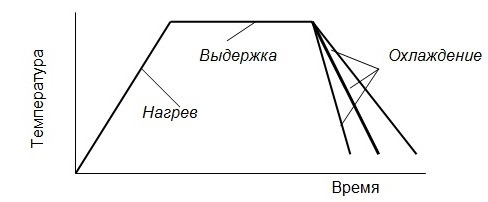 Температура
Выдержка
Охлаждение
Нагрев
Время